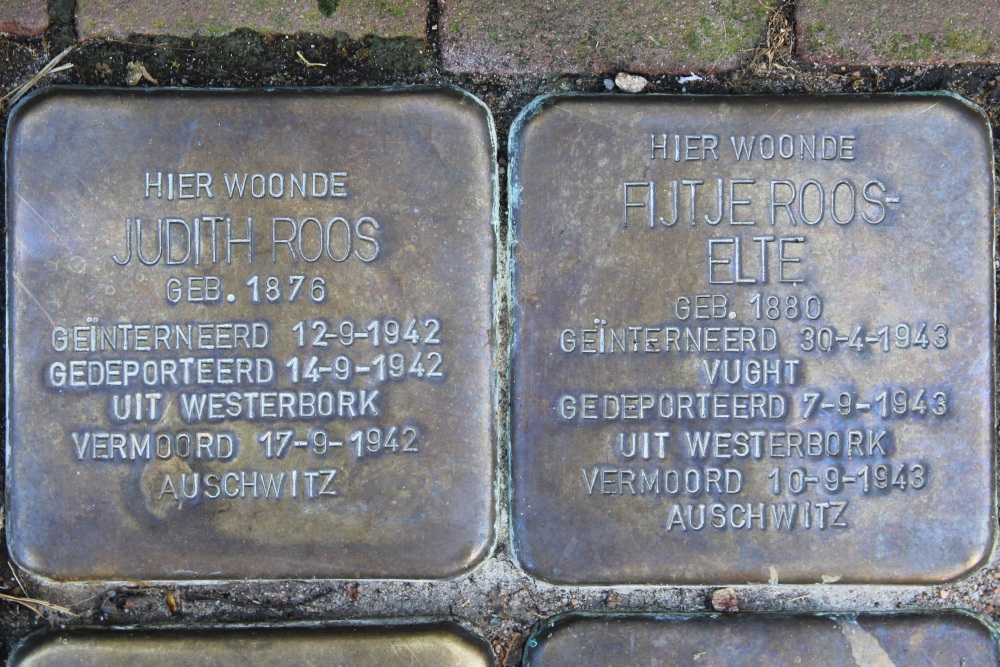 HIER WOONDE
JUDITH ROOS
GEB. 1876
GEÏNTERNEERD 12-9-1942
GEDEPORTEERD 14-9-1942
UIT WESTERBORK
VERMOORD 17-9-1942
AUSCHWITZ
HIER WOONDE
FIJTJE ROOS-
ELTE
GEB. 1880
GEÏNTERNEERD 30-4-1943
VUGHT
GEDEPORTEERD 7-9-1943
UIT WESTERBORK
VERMOORD 10-9-1943
AUSCHWITZ